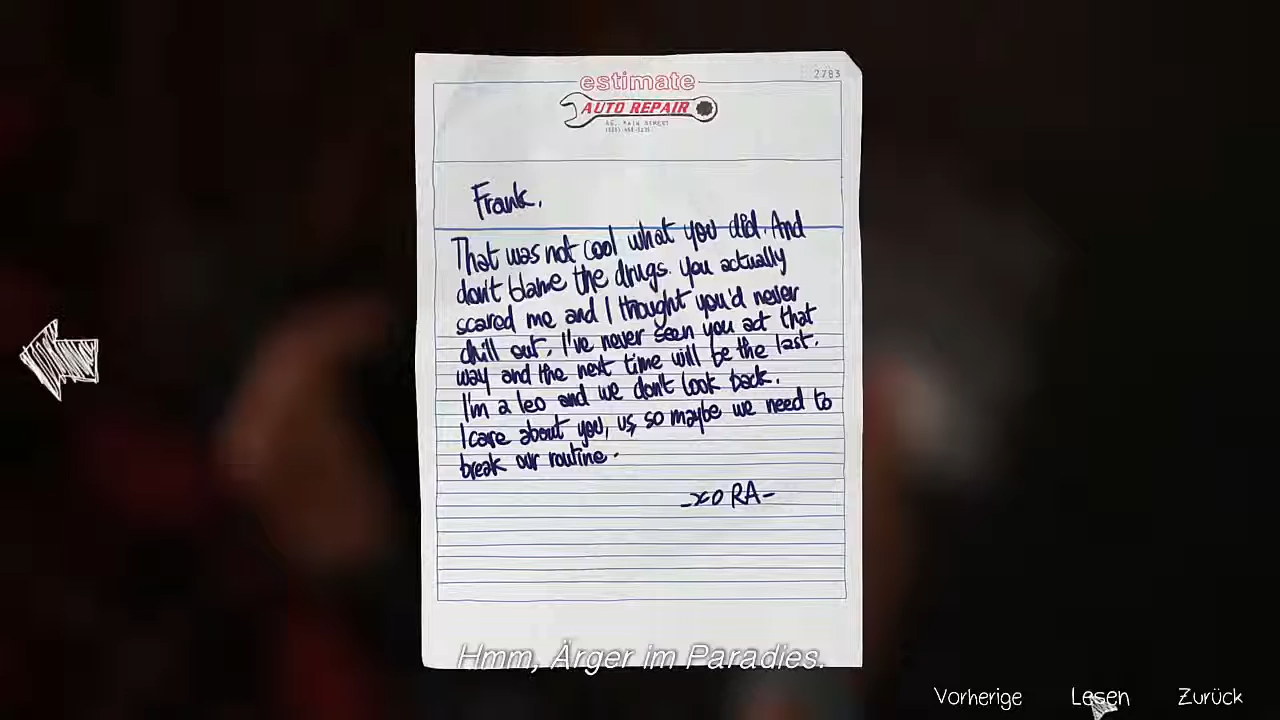 2783
estimate
AUTO REPAIR
Frank,
That was not cool what you did. And
don't blame the drugs. You actually
scared me and I thought you'd never
chill out. I've never seen you act that
way and the next time will be the last.
I'm a leo and we don't look back.
I care about you, us, so maybe we need to
break our routine.
-xo RA-
Hmm, Ärger im Paradies.
Vorherige
Lesen
Zurück